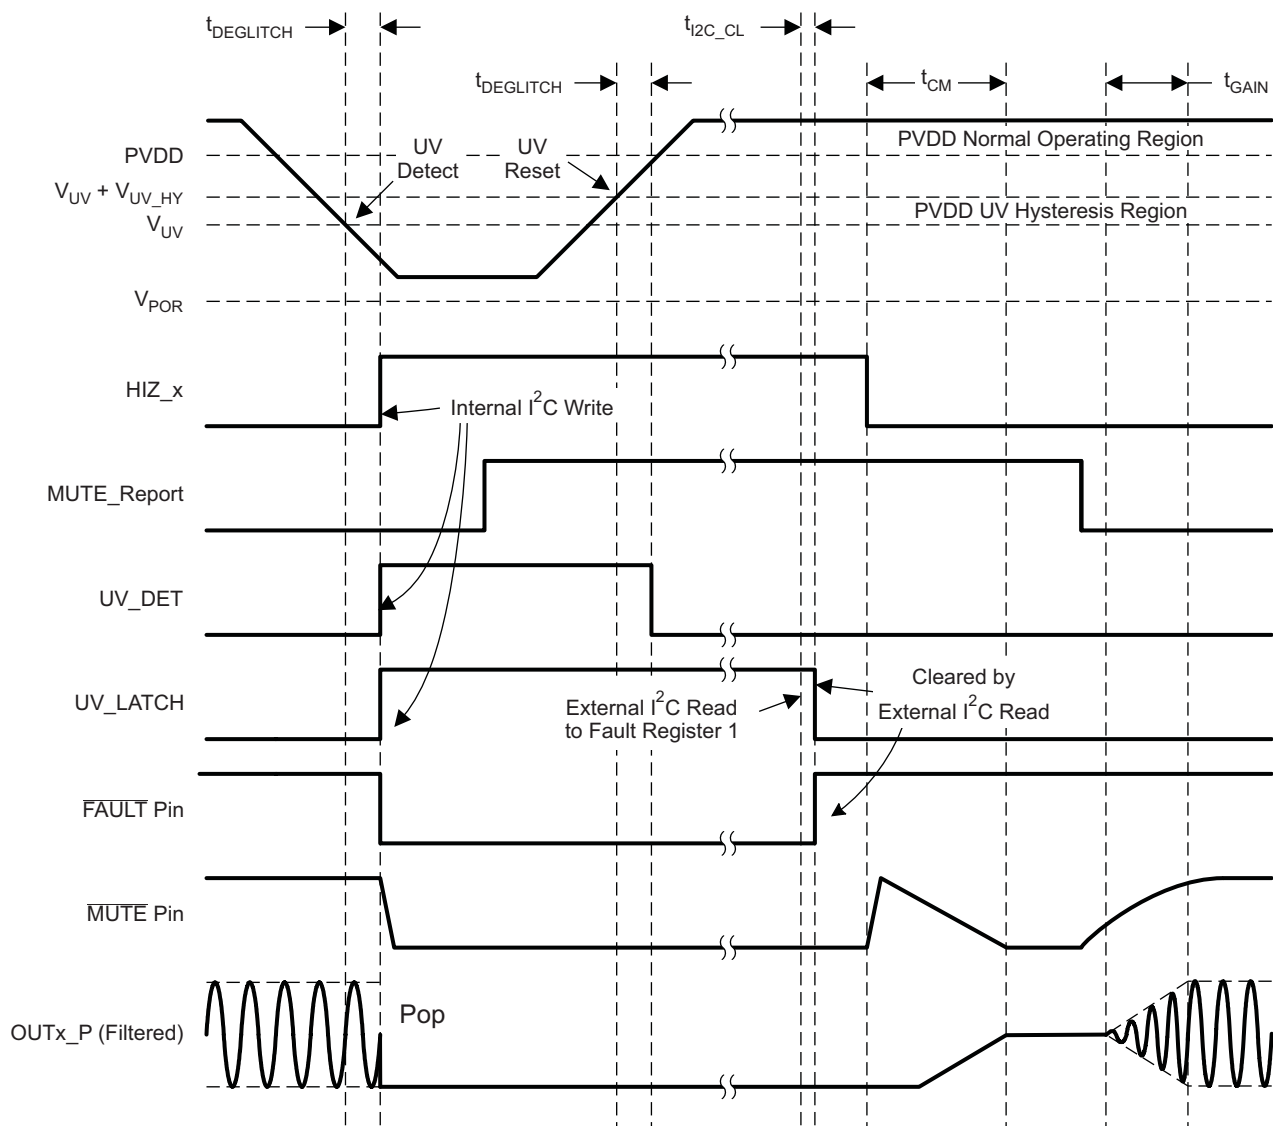 tDEGLITCH
tI2C_CL
tDEGLITCH
tCM
tGAIN
PVDD Normal Operating Region
UV Detect
UV Reset
PVDD
VUV + VUV_HY
PVDD UV Hysteresis Region
VUV
VPOR
HIZ_x
Internal I2C Write
MUTE_Report
UV_DET
UV_LATCH
External I2C Read
to Fault Register 1
Cleared by
External I2C Read
FAULT Pin
MUTE Pin
Pop
OUTx_P (Filtered)